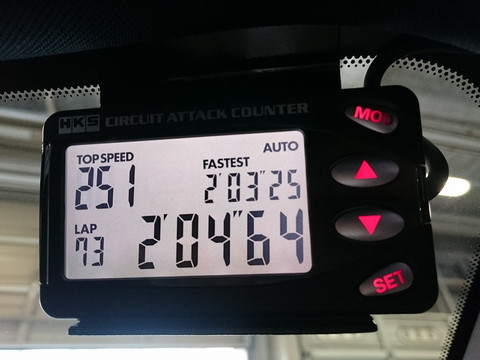 HKS CIRCUIT ATTACK COUNTER
MODE
AUTO
TOP SPEED
FASTEST
251
2'03"25
LAP
73
2'04"64
SET